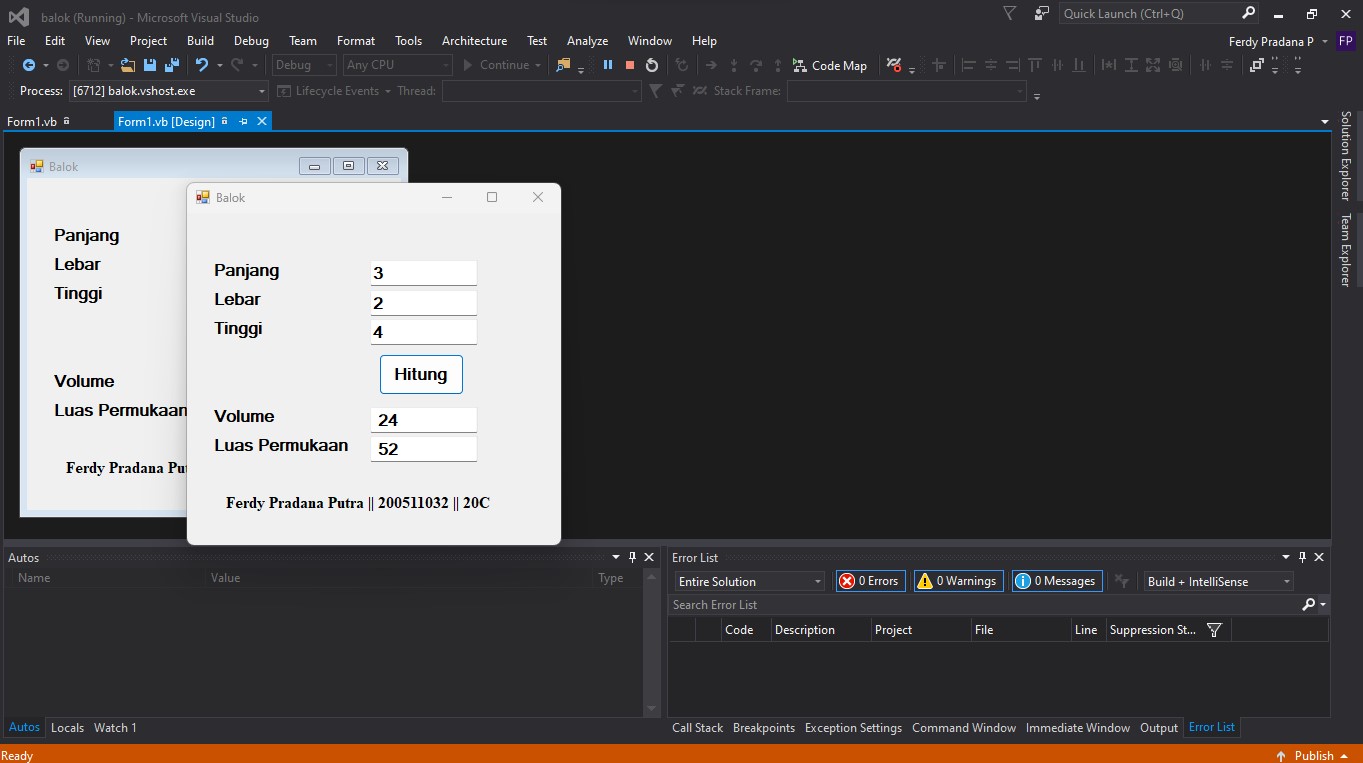 balok (Running) - Microsoft Visual Studio
Quick Launch (Ctrl+Q)
File Edit View Project Build Debug Team Format Tools Architecture Test Analyze Window Help
Ferdy Pradana P FP
Debug Any CPU Continue Code Map
Process: [6712] balok.vshost.exe Lifecycle Events Thread: Stack Frame:
Form1.vb Form1.vb [Design]
Solution Explorer
Team Explorer
Balok
Panjang
Lebar
Tinggi
Volume
Luas Permukaan
Ferdy Pradana Pu
Balok
Panjang 3
Lebar 2
Tinggi 4
Hitung
Volume 24
Luas Permukaan 52
Ferdy Pradana Putra || 200511032 || 20C
Autos
Name Value Type
Autos Locals Watch 1
Error List
Entire Solution 0 Errors 0 Warnings 0 Messages Build + IntelliSense
Search Error List
Code Description Project File Line Suppression St...
Call Stack Breakpoints Exception Settings Command Window Immediate Window Output Error List
Ready
Publish